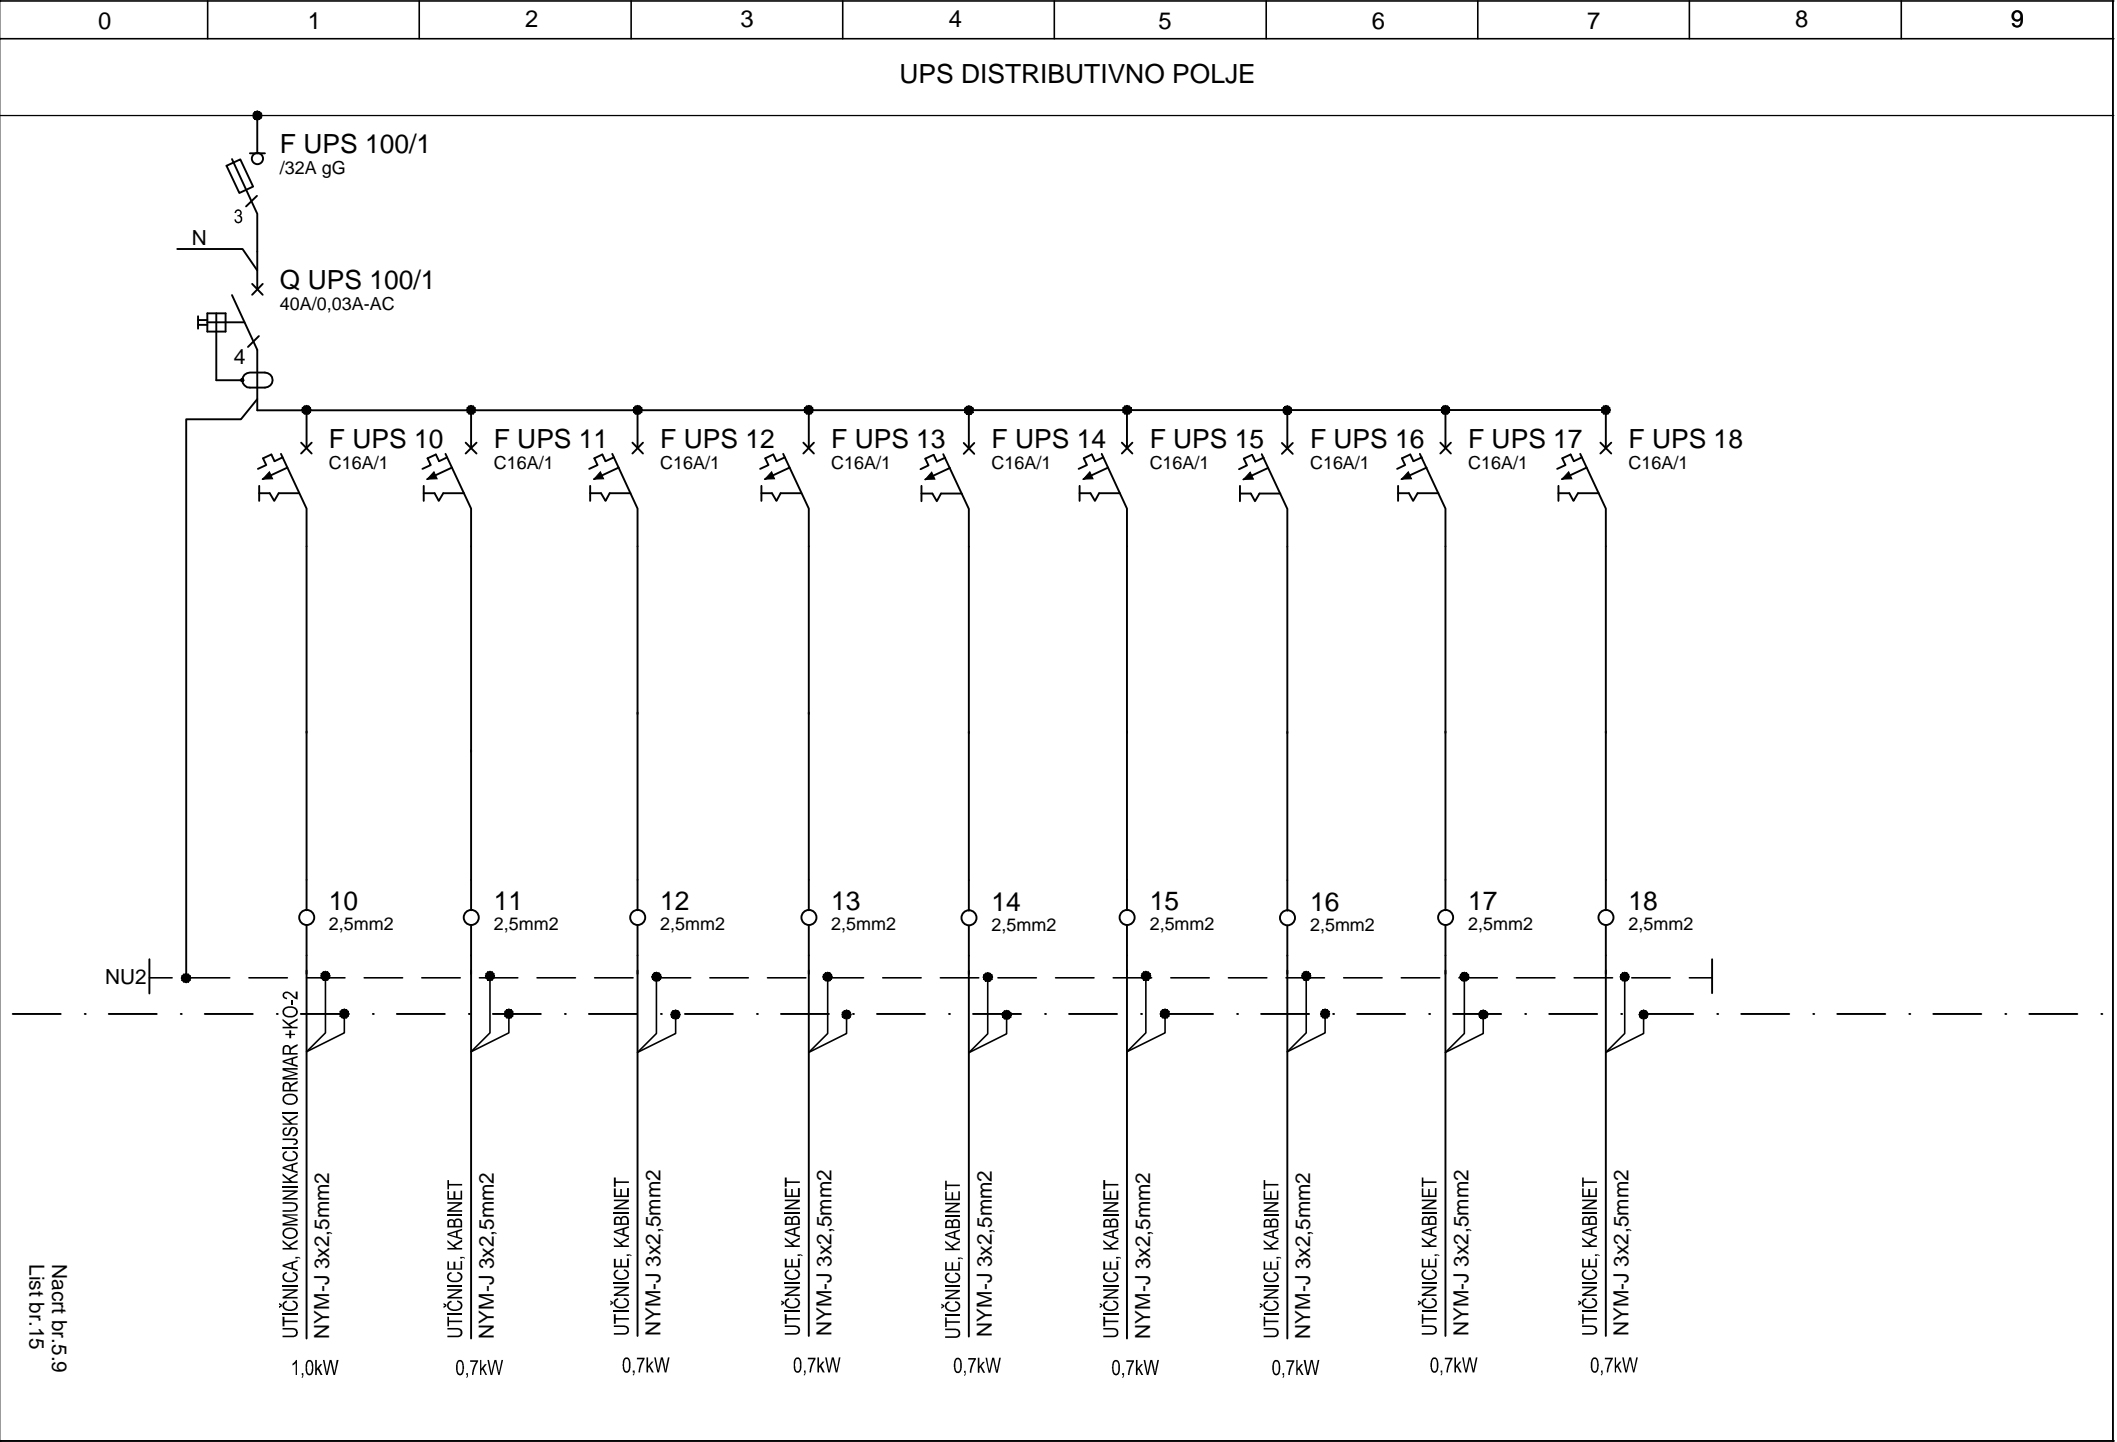 0 1 2 3 4 5 6 7 8 9
UPS DISTRIBUTIVNO POLJE
F UPS 100/1
/32A gG
3
N
Q UPS 100/1
40A/0,03A-AC
4
F UPS 10 F UPS 11 F UPS 12 F UPS 13 F UPS 14 F UPS 15 F UPS 16 F UPS 17 F UPS 18
C16A/1 C16A/1 C16A/1 C16A/1 C16A/1 C16A/1 C16A/1 C16A/1 C16A/1
10 11 12 13 14 15 16 17 18
2,5mm2 2,5mm2 2,5mm2 2,5mm2 2,5mm2 2,5mm2 2,5mm2 2,5mm2 2,5mm2
NU2
UTIČNICA, KOMUNIKACIJSKI ORMAR +KO-2
NYM-J 3x2,5mm2
UTIČNICE, KABINET
NYM-J 3x2,5mm2
UTIČNICE, KABINET
NYM-J 3x2,5mm2
UTIČNICE, KABINET
NYM-J 3x2,5mm2
UTIČNICE, KABINET
NYM-J 3x2,5mm2
UTIČNICE, KABINET
NYM-J 3x2,5mm2
UTIČNICE, KABINET
NYM-J 3x2,5mm2
UTIČNICE, KABINET
NYM-J 3x2,5mm2
UTIČNICE, KABINET
NYM-J 3x2,5mm2
1,0kW 0,7kW 0,7kW 0,7kW 0,7kW 0,7kW 0,7kW 0,7kW 0,7kW
Nacrt br.5.9
List br.15